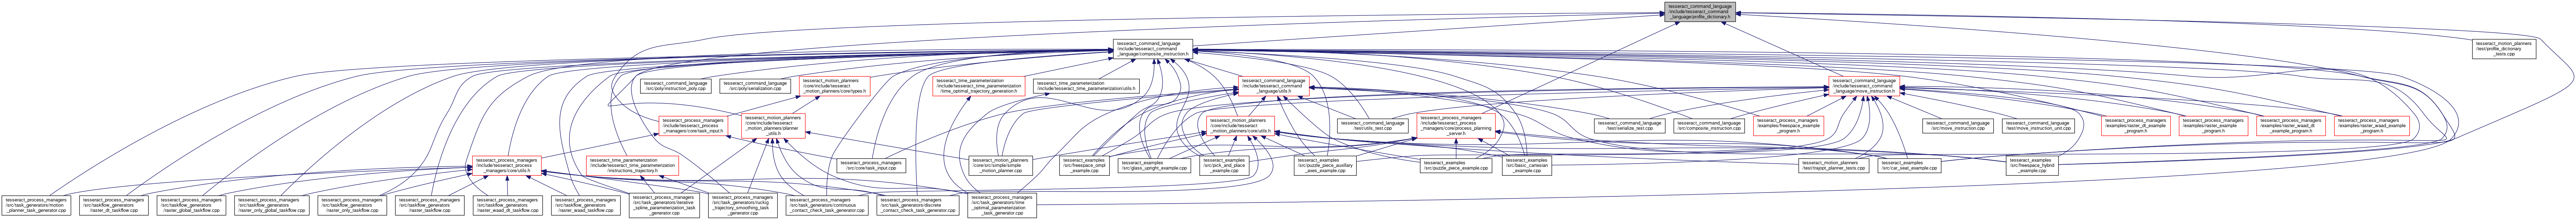 tesseract_command_language
/include/tesseract_command
_language/profile_dictionary.h
tesseract_command_language
/include/tesseract_command
_language/composite_instruction.h
tesseract_motion_planners
/test/profile_dictionary
_tests.cpp
tesseract_command_language
/src/poly/instruction_poly.cpp
tesseract_command_language
/src/poly/serialization.cpp
tesseract_motion_planners
/core/include/tesseract
_motion_planners/core/types.h
tesseract_time_parameterization
/include/tesseract_time_parameterization
/time_optimal_trajectory_generation.h
tesseract_time_parameterization
/include/tesseract_time_parameterization/utils.h
tesseract_command_language
/include/tesseract_command
_language/utils.h
tesseract_command_language
/include/tesseract_command
_language/move_instruction.h
tesseract_process_managers
/include/tesseract_process
_managers/core/task_input.h
tesseract_motion_planners
/core/include/tesseract
_motion_planners/planner
_utils.h
tesseract_motion_planners
/core/include/tesseract
_motion_planners/core/utils.h
tesseract_command_language
/test/utils_test.cpp
tesseract_process_managers
/include/tesseract_process
_managers/core/process_planning
_server.h
tesseract_command_language
/test/serialize_test.cpp
tesseract_command_language
/src/composite_instruction.cpp
tesseract_process_managers
/examples/freespace_example
_program.h
tesseract_command_language
/src/move_instruction.cpp
tesseract_command_language
/test/move_instruction_unit.cpp
tesseract_process_managers
/examples/raster_dt_example
_program.h
tesseract_process_managers
/examples/raster_example
_program.h
tesseract_process_managers
/examples/raster_waad_dt
_example_program.h
tesseract_process_managers
/examples/raster_waad_example
_program.h
tesseract_process_managers
/include/tesseract_process
_managers/core/utils.h
tesseract_time_parameterization
/include/tesseract_time_parameterization
/instructions_trajectory.h
tesseract_process_managers
/src/core/task_input.cpp
tesseract_motion_planners
/core/src/simple/simple
_motion_planner.cpp
tesseract_examples
/src/freespace_ompl
_example.cpp
tesseract_examples
/src/glass_upright_example.cpp
tesseract_examples
/src/pick_and_place
_example.cpp
tesseract_examples
/src/puzzle_piece_auxillary
_axes_example.cpp
tesseract_examples
/src/puzzle_piece_example.cpp
tesseract_examples
/src/basic_cartesian
_example.cpp
tesseract_motion_planners
/test/trajopt_planner_tests.cpp
tesseract_examples
/src/car_seat_example.cpp
tesseract_examples
/src/freespace_hybrid
_example.cpp
tesseract_process_managers
/src/task_generators/motion
_planner_task_generator.cpp
tesseract_process_managers
/src/taskflow_generators
/raster_dt_taskflow.cpp
tesseract_process_managers
/src/taskflow_generators
/raster_global_taskflow.cpp
tesseract_process_managers
/src/taskflow_generators
/raster_only_global_taskflow.cpp
tesseract_process_managers
/src/taskflow_generators
/raster_only_taskflow.cpp
tesseract_process_managers
/src/taskflow_generators
/raster_taskflow.cpp
tesseract_process_managers
/src/taskflow_generators
/raster_waad_dt_taskflow.cpp
tesseract_process_managers
/src/taskflow_generators
/raster_waad_taskflow.cpp
tesseract_process_managers
/src/task_generators/iterative
_spline_parameterization_task
_generator.cpp
tesseract_process_managers
/src/task_generators/ruckig
_trajectory_smoothing_task
_generator.cpp
tesseract_process_managers
/src/task_generators/continuous
_contact_check_task_generator.cpp
tesseract_process_managers
/src/task_generators/discrete
_contact_check_task_generator.cpp
tesseract_process_managers
/src/task_generators/time
_optimal_parameterization
_task_generator.cpp